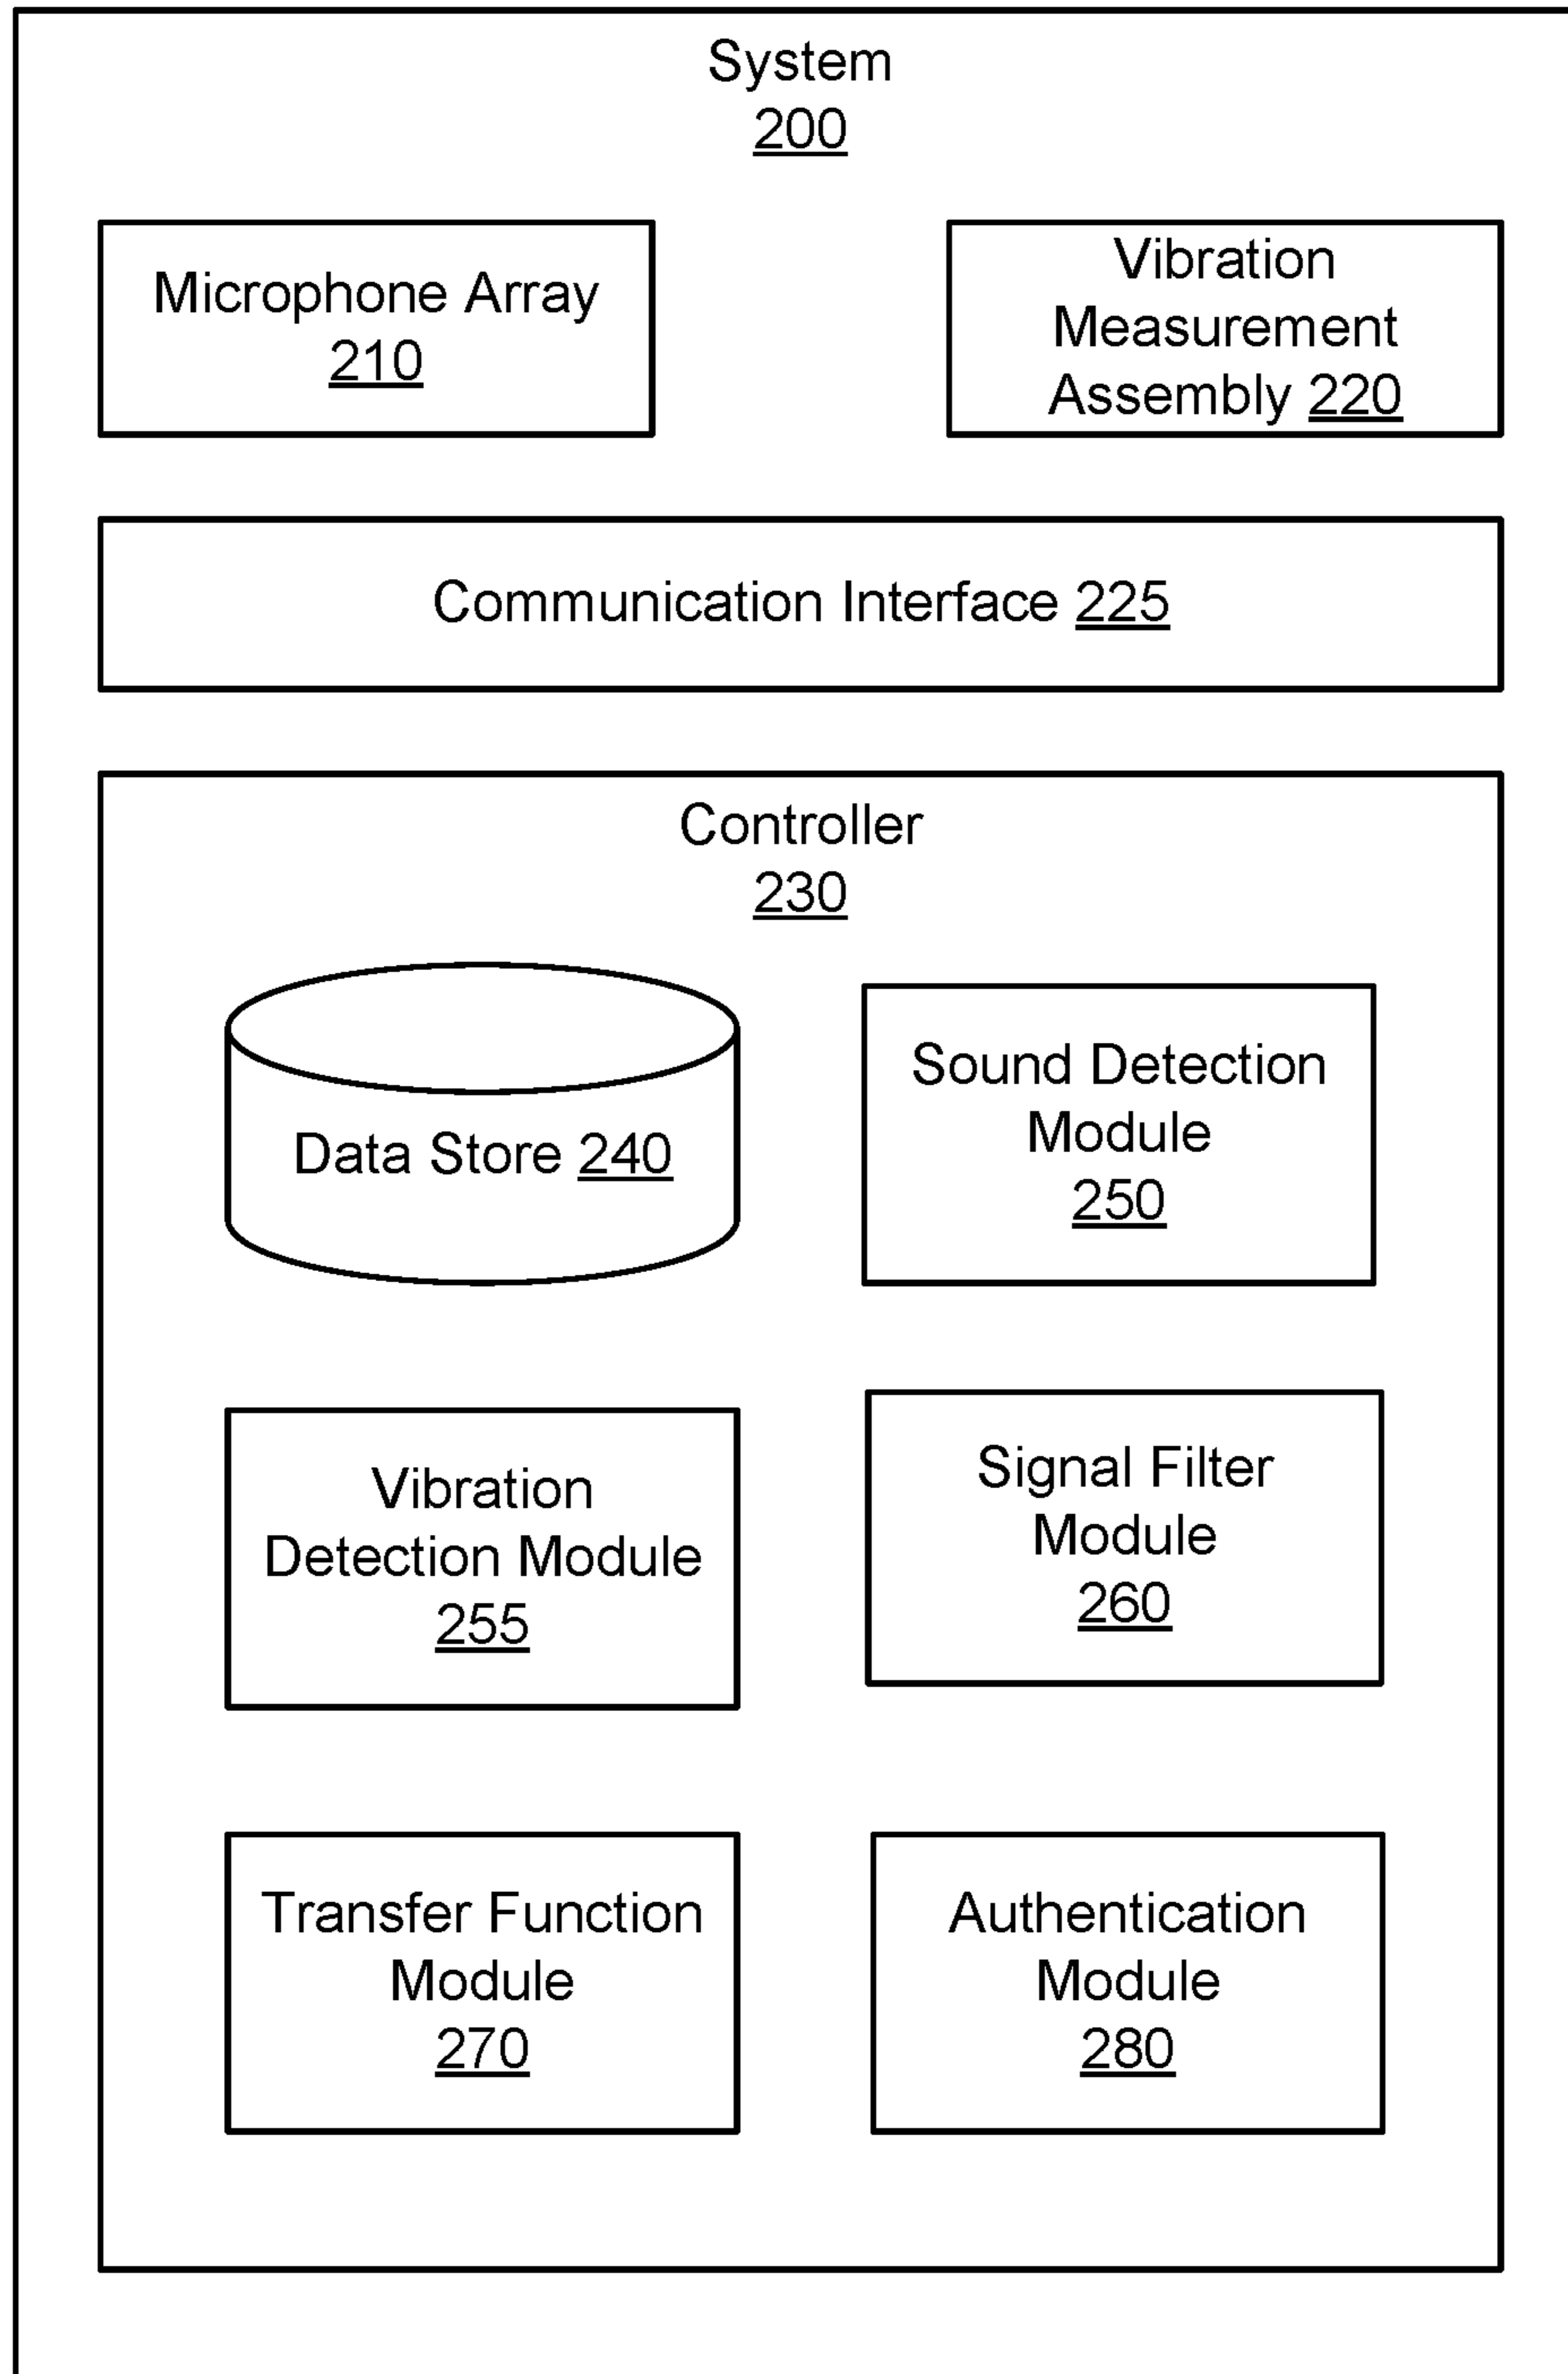 System
200
Microphone Array
210
Vibration
Measurement
Assembly 220
Communication Interface 225
Controller
230
Data Store 240
Sound Detection
Module
250
Vibration
Detection Module
255
Signal Filter
Module
260
Transfer Function
Module
270
Authentication
Module
280